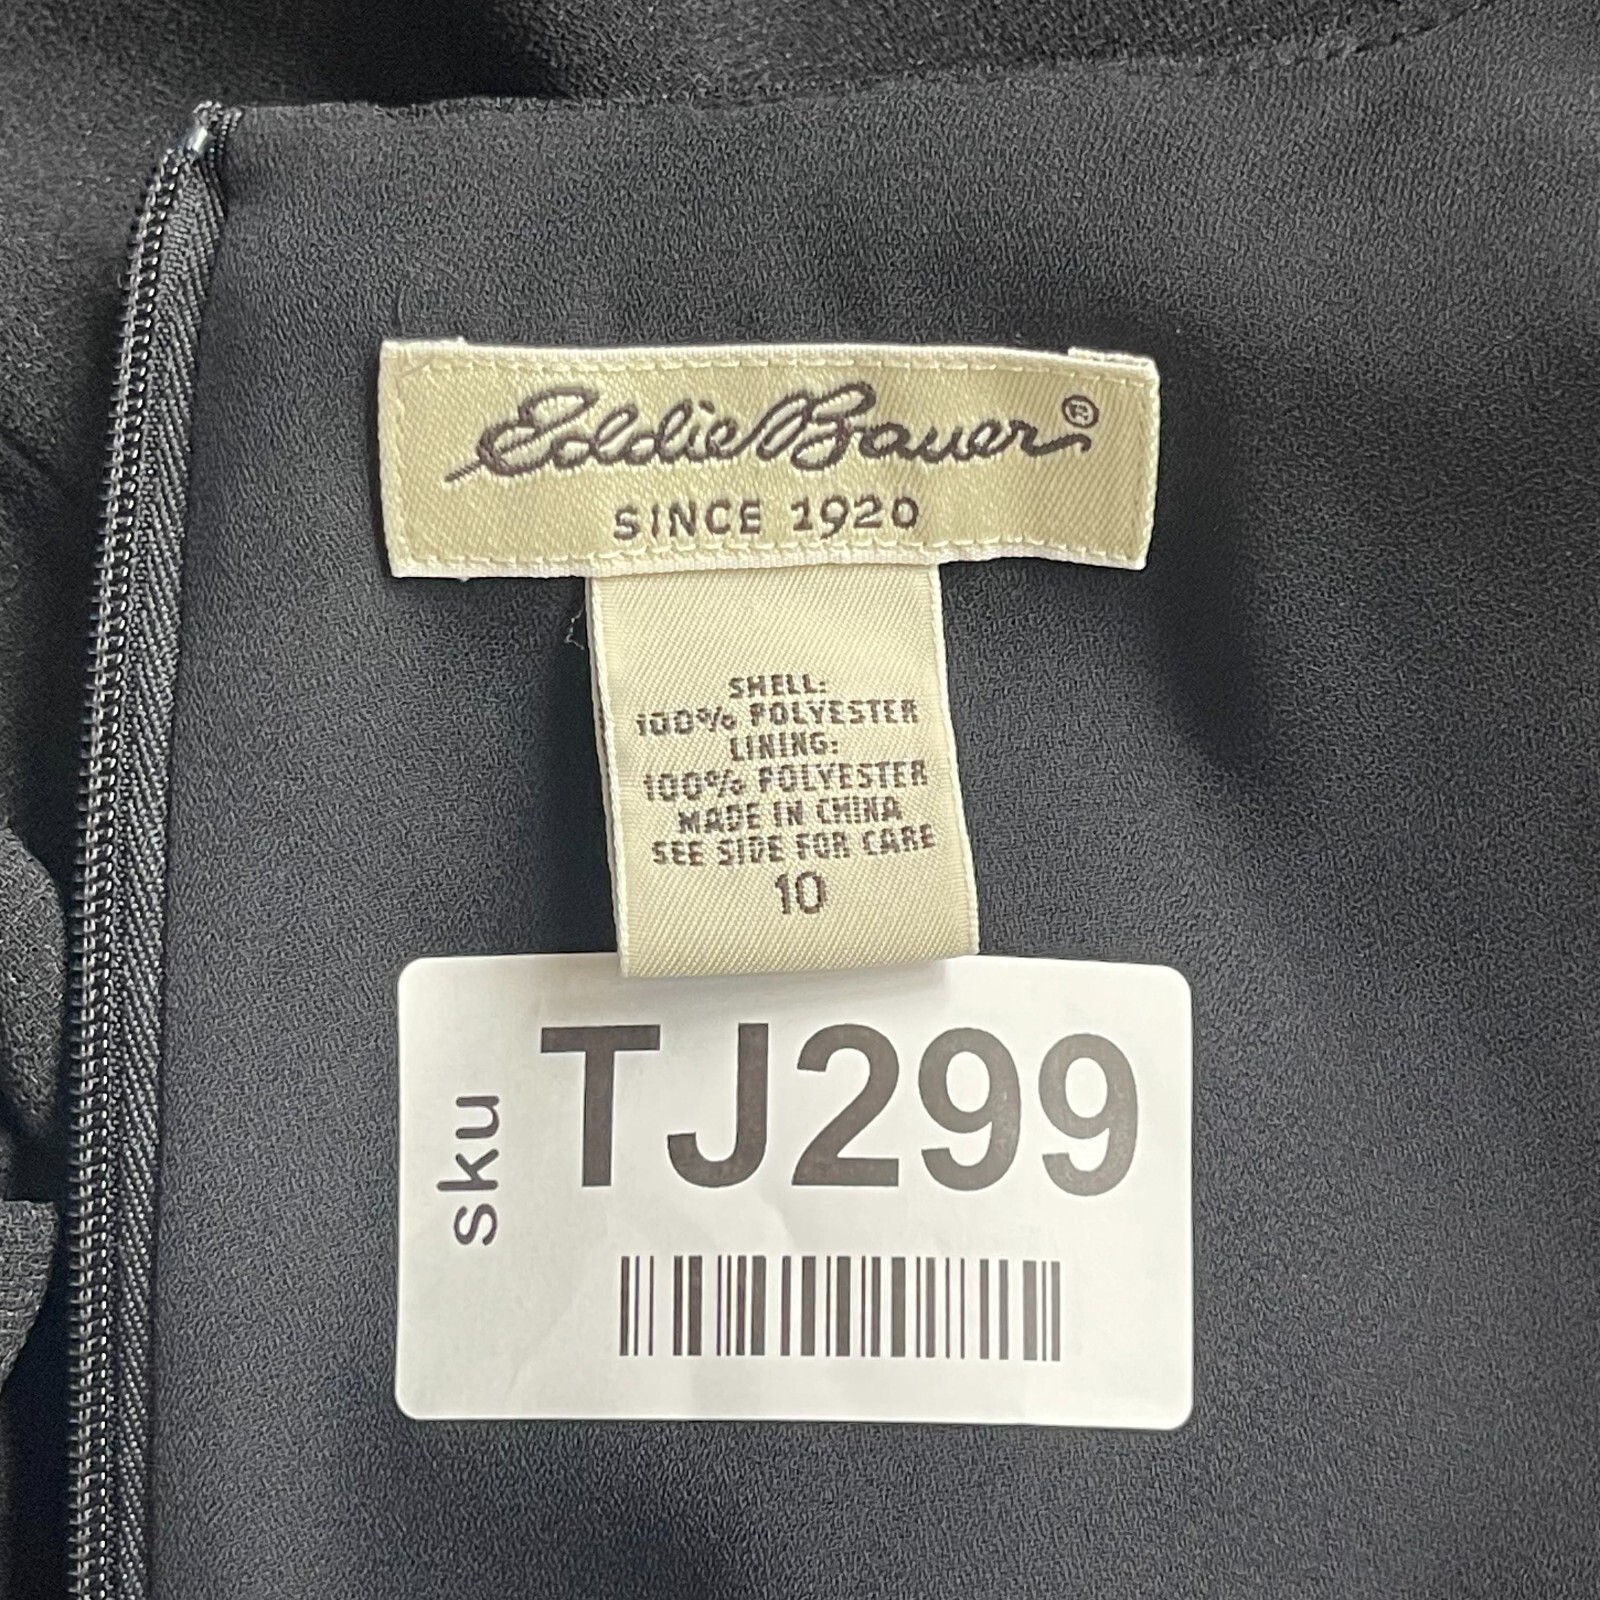 Eddie Bauer®
SINCE 1920
SHELL:
100% POLYESTER
LINING:
100% POLYESTER
MADE IN CHINA
SEE SIDE FOR CARE
10
sku
TJ299